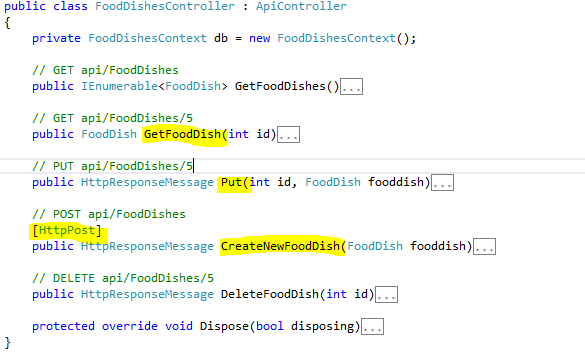 public class FoodDishesController : ApiController
{
private FoodDishesContext db = new FoodDishesContext();
// GET api/FoodDishes
public IEnumerable<FoodDish> GetFoodDishes()...
// GET api/FoodDishes/5
public FoodDish GetFoodDish(int id)...
// PUT api/FoodDishes/5
public HttpResponseMessage Put(int id, FoodDish fooddish)...
// POST api/FoodDishes
[HttpPost]
public HttpResponseMessage CreateNewFoodDish(FoodDish fooddish)...
// DELETE api/FoodDishes/5
public HttpResponseMessage DeleteFoodDish(int id)...
protected override void Dispose(bool disposing)...
}